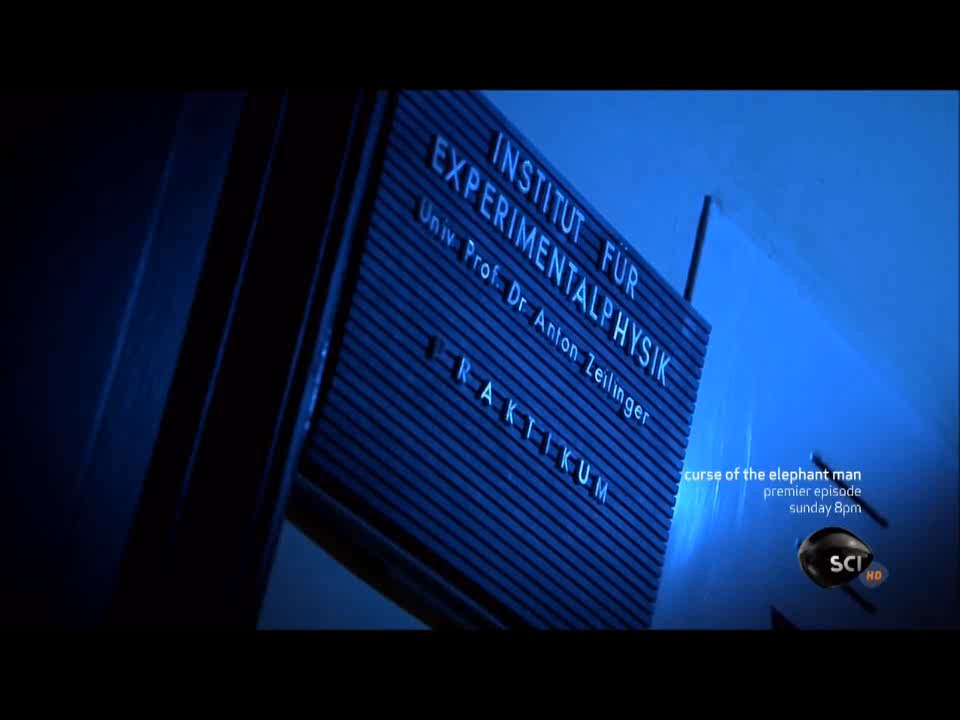 INSTITUT FÜR
EXPERIMENTALPHYSIK
Univ. Prof. Dr. Anton Zeilinger
PRAKTIKUM
curse of the elephant man
premier episode
sunday 8pm
SCI
HD